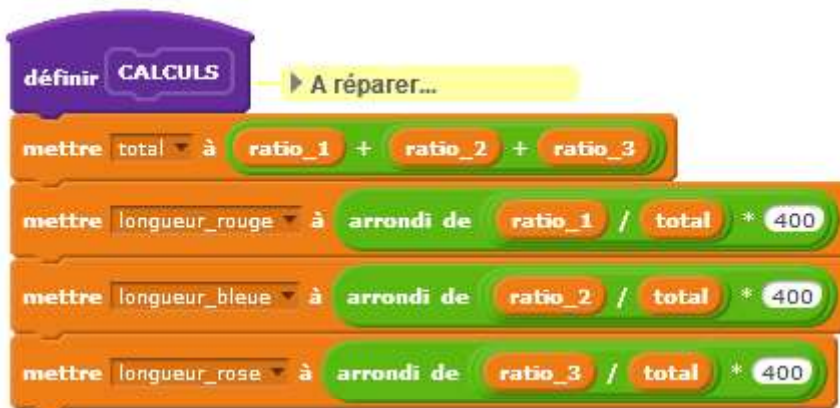 définir CALCULS
A réparer...
mettre total à ratio_1 + ratio_2 + ratio_3
mettre longueur_rouge à arrondi de ratio_1 / total * 400
mettre longueur_bleue à arrondi de ratio_2 / total * 400
mettre longueur_rose à arrondi de ratio_3 / total * 400